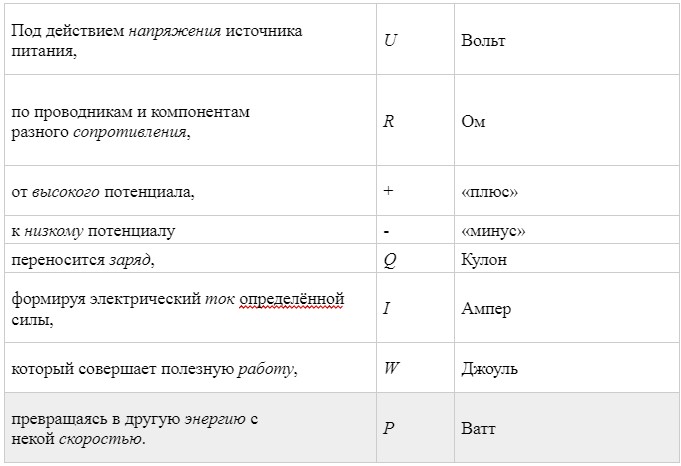 Под действием напряжения источника
питания,
U
Вольт
по проводникам и компонентам
разного сопротивления,
R
Ом
от высокого потенциала,
+
«плюс»
к низкому потенциалу
-
«минус»
переносится заряд,
Q
Кулон
формируя электрический ток определённой
силы,
I
Ампер
который совершает полезную работу,
W
Джоуль
превращаясь в другую энергию с
некой скоростью.
P
Ватт